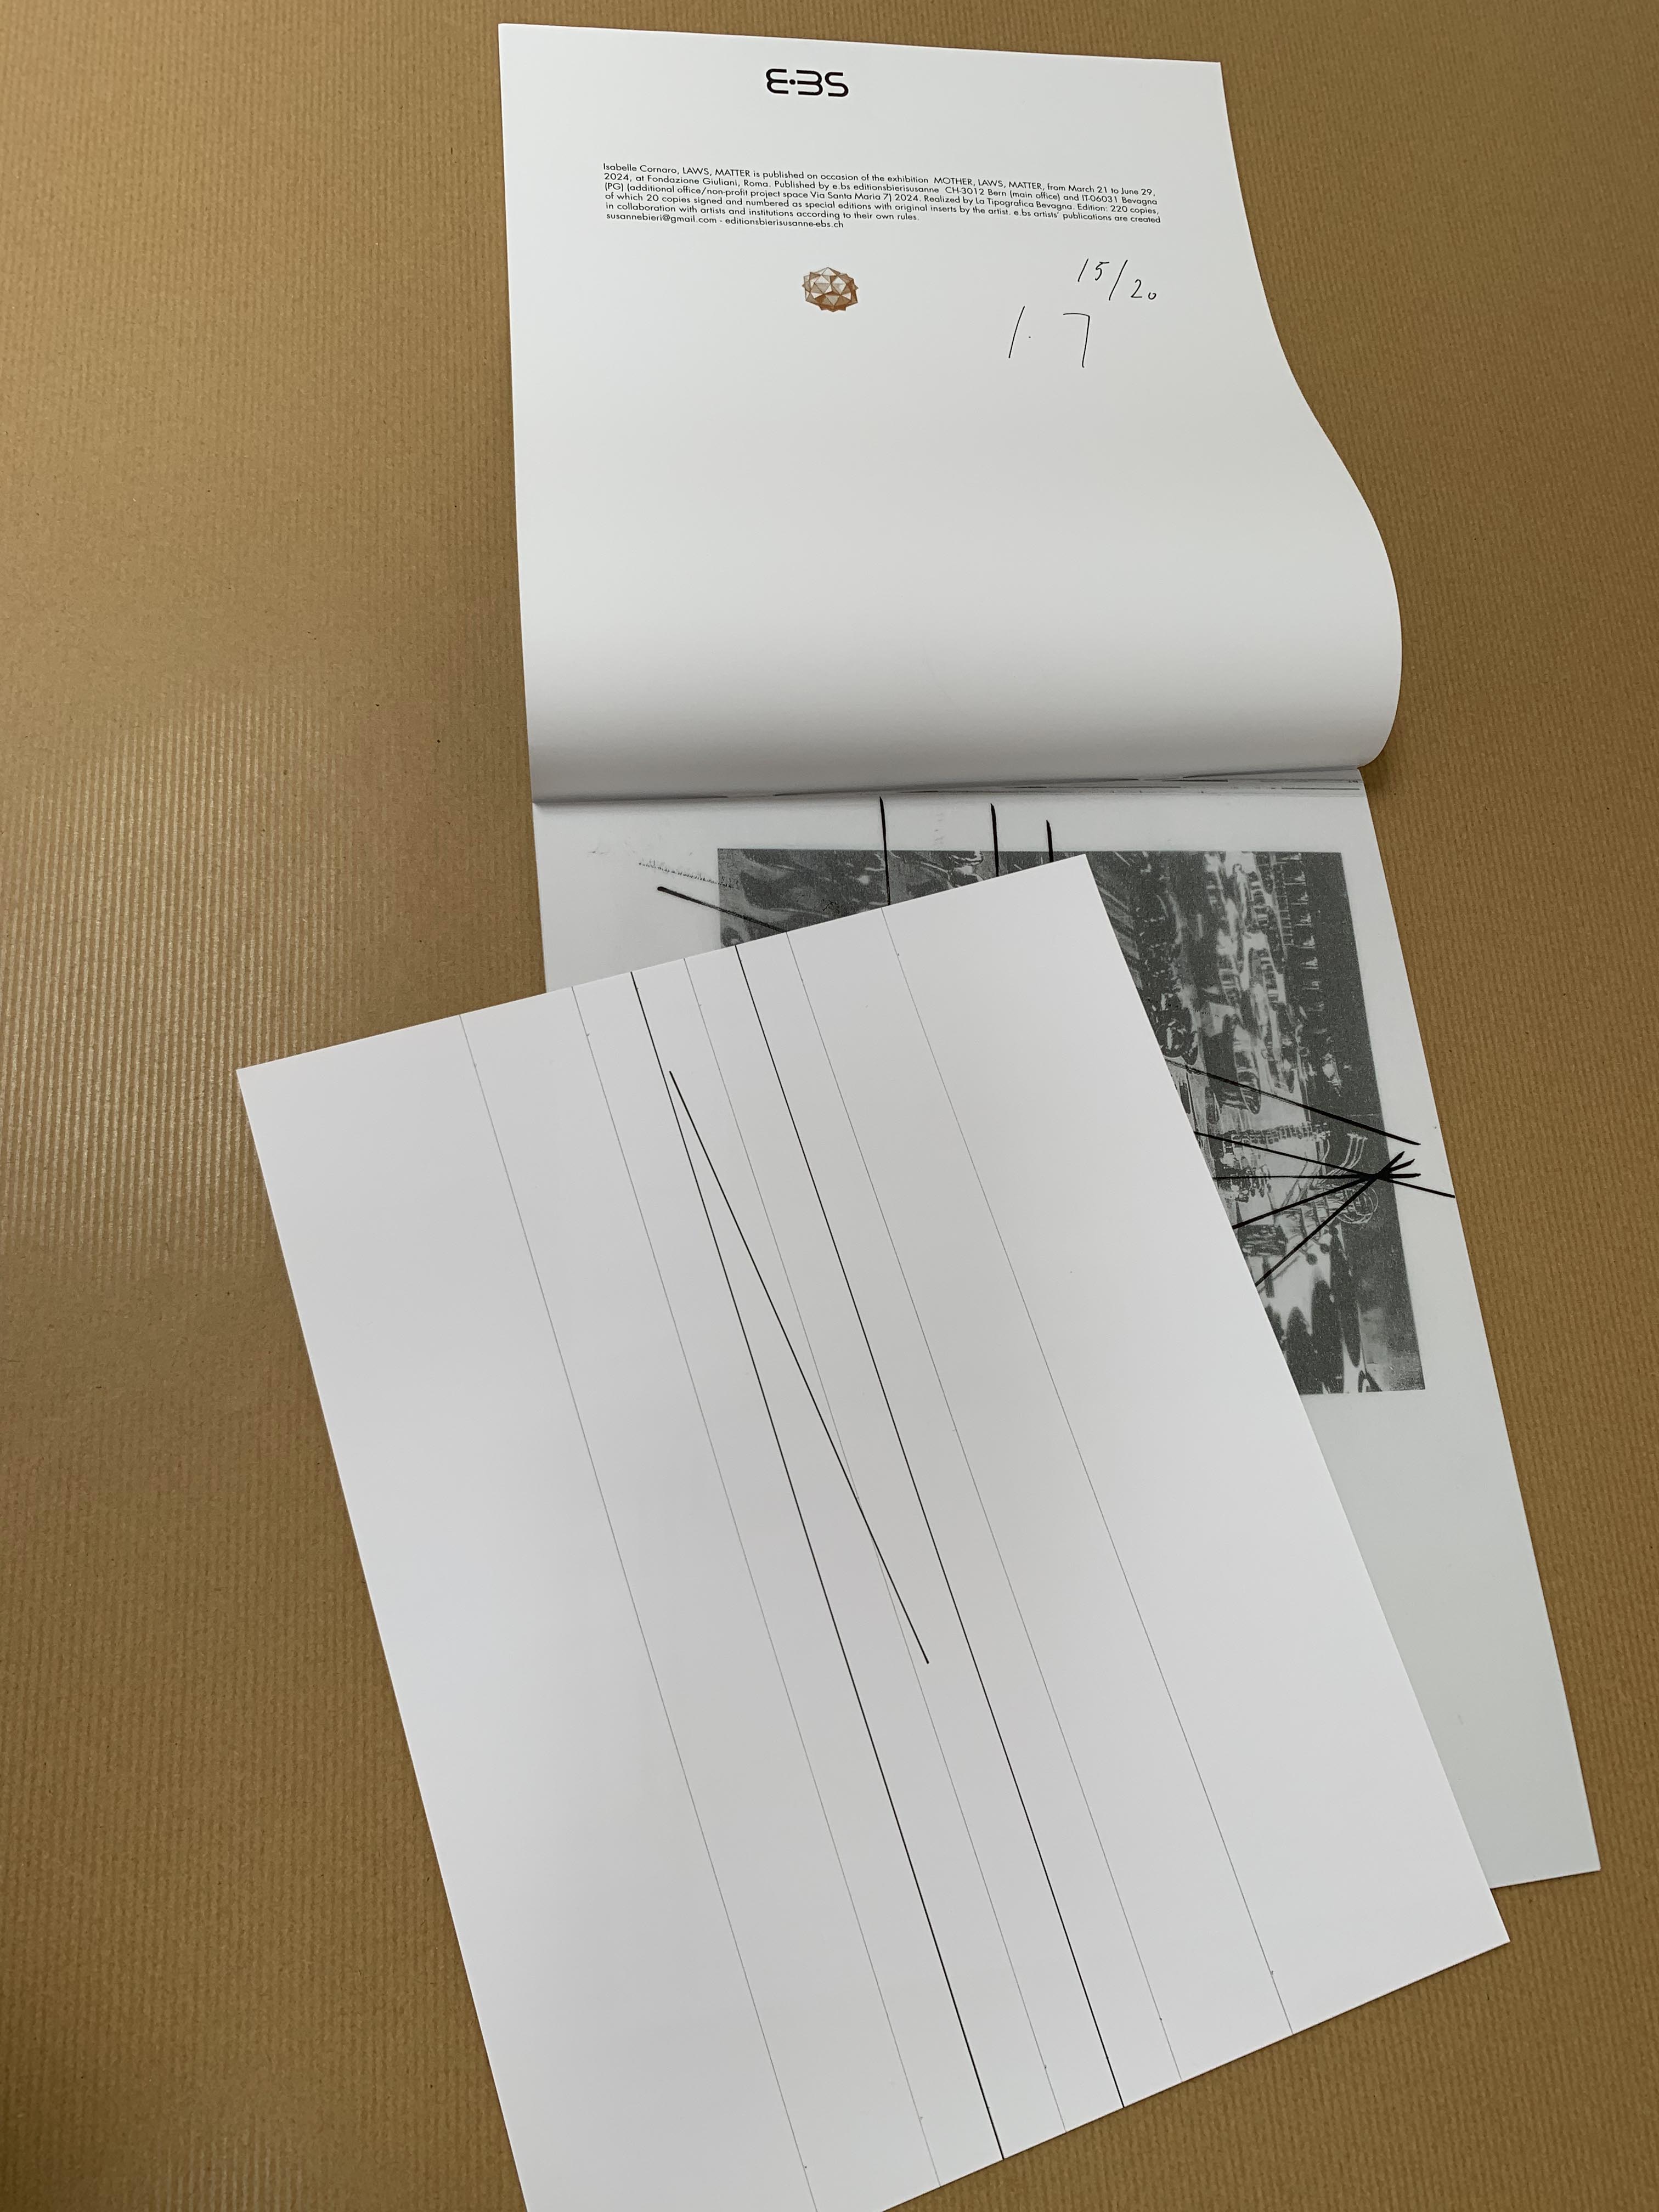 e·bs
Isabelle Cornaro, LAWS, MATTER is published on occasion of the exhibition MOTHER, LAWS, MATTER, from March 21 to June 29,
2024, at Fondazione Giuliani, Roma. Published by e.bs editionsbierisusanne CH-3012 Bern (main office) and IT-06031 Bevagna
(PG) (additional office/non-profit project space Via Santa Maria 7) 2024. Realized by La Tipografica Bevagna. Edition: 220 copies,
of which 20 copies signed and numbered as special editions with original inserts by the artist. e.bs artists' publications are created
in collaboration with artists and institutions according to their own rules.
susannebieri@gmail.com - editionsbierisusanne-ebs.ch
15/20